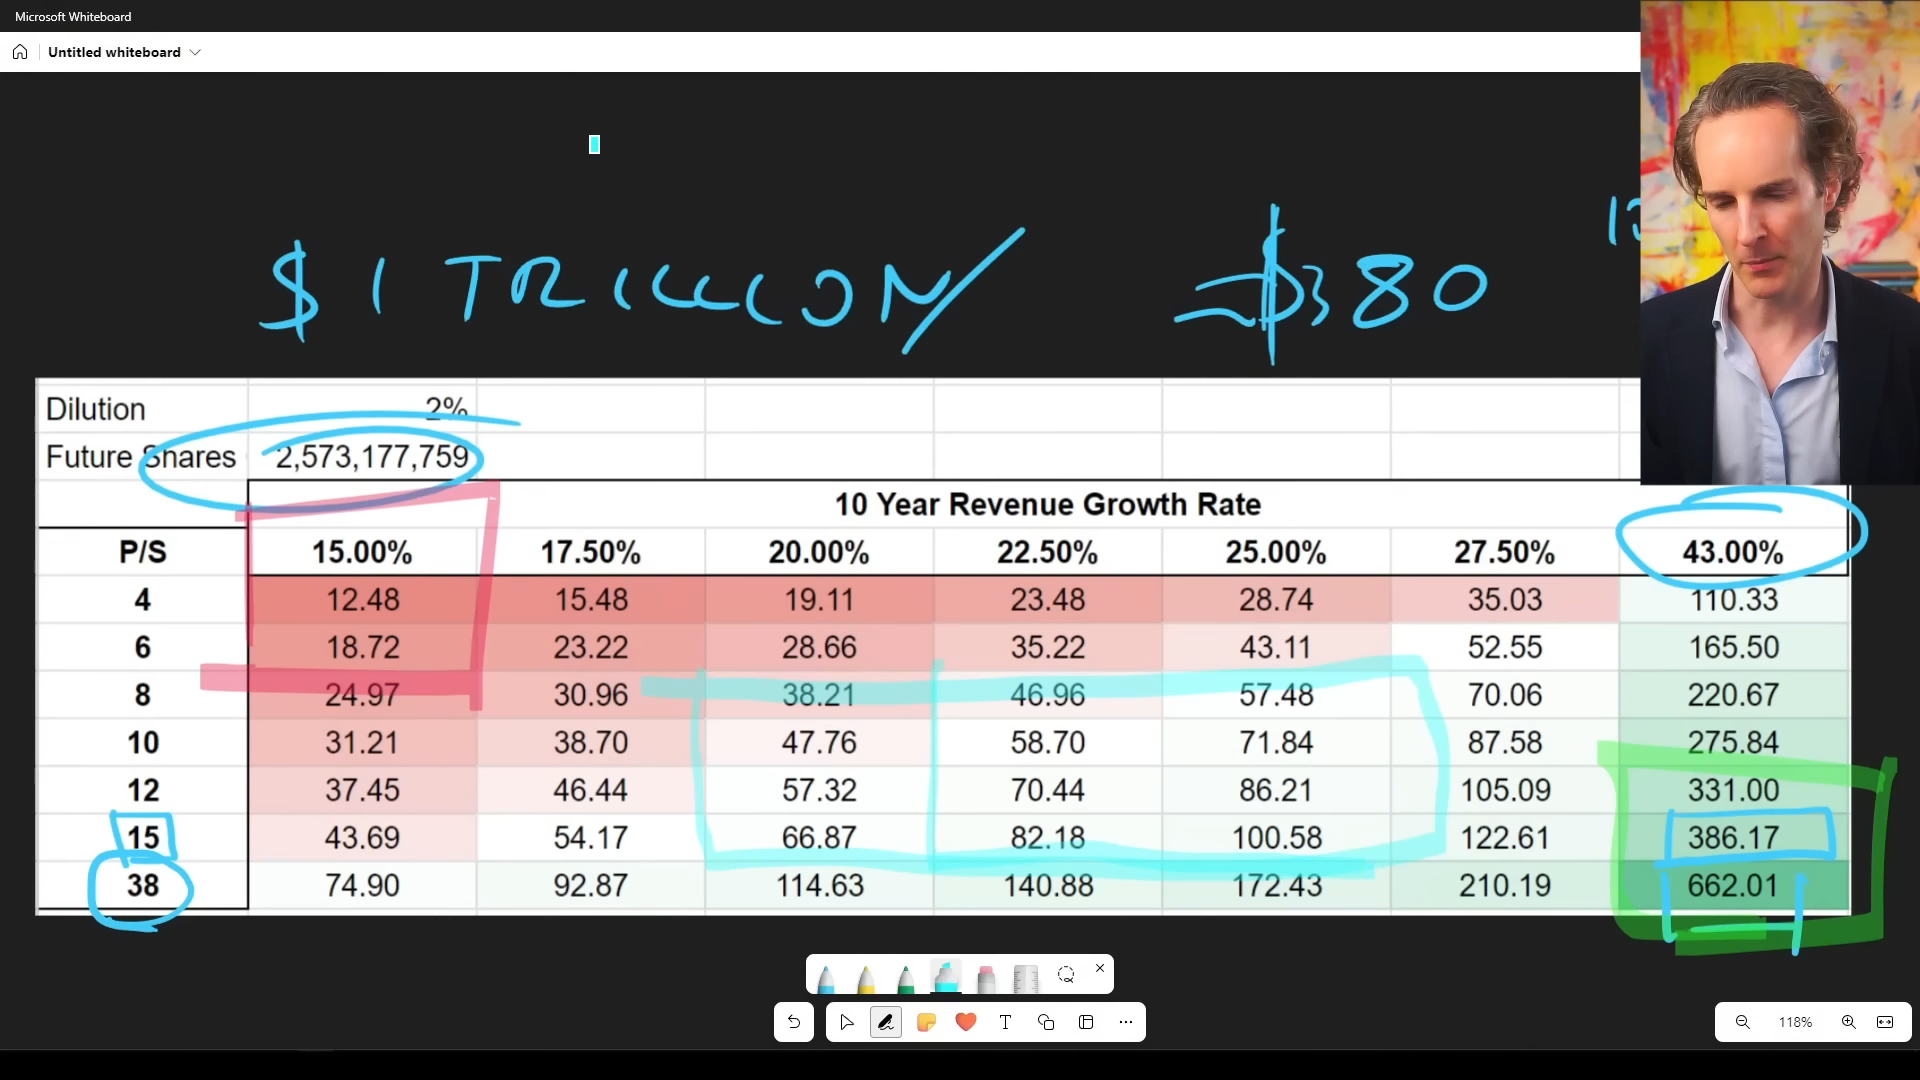 Microsoft Whiteboard
Untitled whiteboard
$1 TRILLION/ ≈$380
Dilution 2%
Future Shares 2,573,177,759
10 Year Revenue Growth Rate
P/S 15.00% 17.50% 20.00% 22.50% 25.00% 27.50% 43.00%
4 12.48 15.48 19.11 23.48 28.74 35.03 110.33
6 18.72 23.22 28.66 35.22 43.11 52.55 165.50
8 24.97 30.96 38.21 46.96 57.48 70.06 220.67
10 31.21 38.70 47.76 58.70 71.84 87.58 275.84
12 37.45 46.44 57.32 70.44 86.21 105.09 331.00
15 43.69 54.17 66.87 82.18 100.58 122.61 386.17
38 74.90 92.87 114.63 140.88 172.43 210.19 662.01
118%